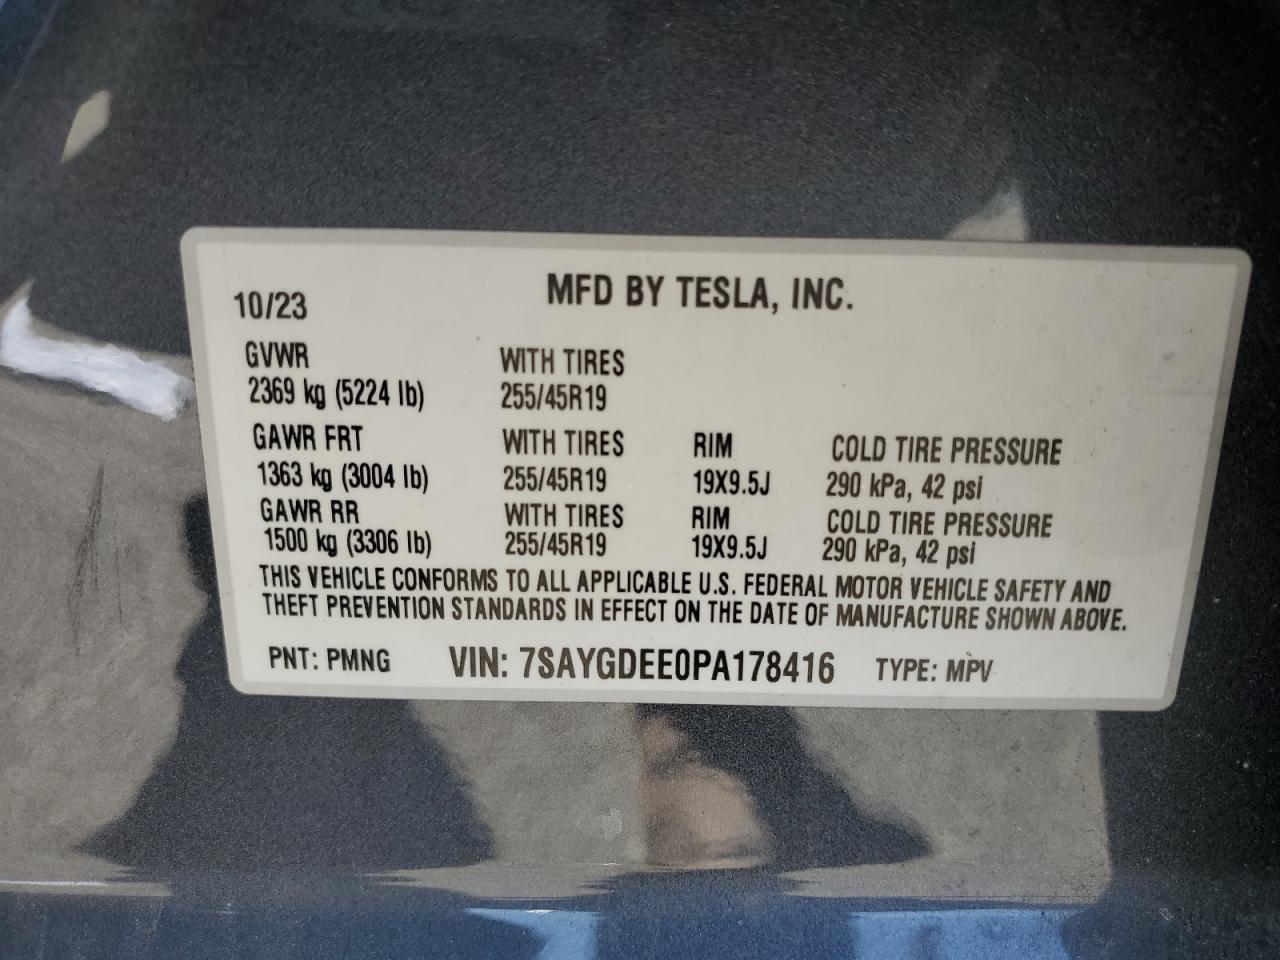 MFD BY TESLA, INC.
10/23
GVWR WITH TIRES
2369 kg (5224 lb) 255/45R19
GAWR FRT WITH TIRES RIM COLD TIRE PRESSURE
1363 kg (3004 lb) 255/45R19 19X9.5J 290 kPa, 42 psi
GAWR RR WITH TIRES RIM COLD TIRE PRESSURE
1500 kg (3306 lb) 255/45R19 19X9.5J 290 kPa, 42 psi
THIS VEHICLE CONFORMS TO ALL APPLICABLE U.S. FEDERAL MOTOR VEHICLE SAFETY AND
THEFT PREVENTION STANDARDS IN EFFECT ON THE DATE OF MANUFACTURE SHOWN ABOVE.
PNT: PMNG VIN: 7SAYGDEE0PA178416 TYPE: MPV